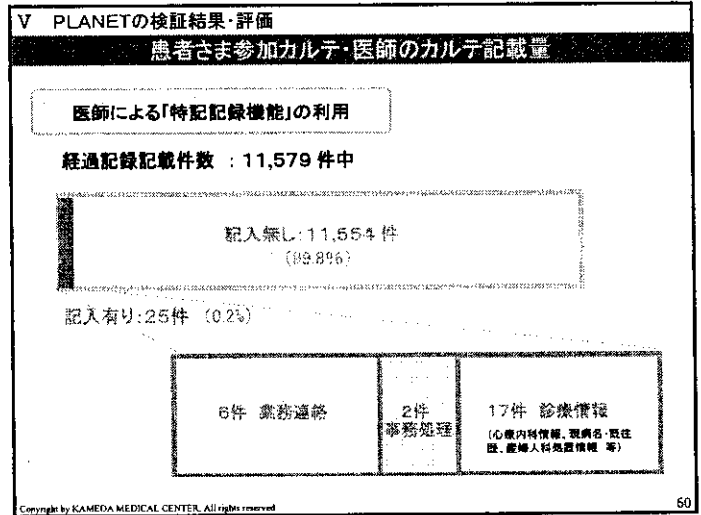 V PLANETの検証結果・評価
患者さま参加カルテ・医師のカルテ記載量
医師による「特記記録機能」の利用
経過記録記載件数 : 11,579 件中
記入無し:11,554 件
(99.8%)
記入有り:25件 (0.2%)
6件 業務連絡
2件
事務処理
17件 診療情報
(心療内科情報、現病名・既往
歴、産婦人科処置情報 等)
Copyright by KAMEDA MEDICAL CENTER, All rights reserved
60